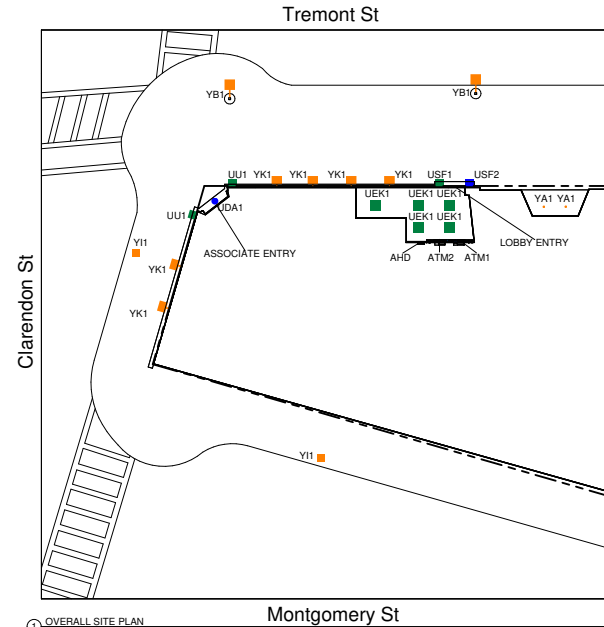 Tremont St
YB1 YB1
UU1 YK1 YK1 YK1 YK1 USF1 USF2
UEK1 UEK1 UEK1 YA1 YA1
UU1 UDA1 UEK1 UEK1
YI1 ASSOCIATE ENTRY LOBBY ENTRY
AHD ATM2 ATM1
YK1
Clarendon St
YK1
YI1
Montgomery St
1 OVERALL SITE PLAN